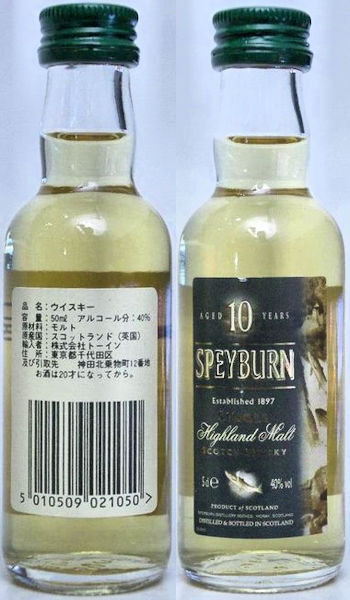 品名：ウイスキー
容量：50ml アルコール分：40%
原材料：モルト
原産国：スコットランド（英国）
輸入者：株式会社トーイン
住所：東京都千代田区
及び引取先 神田北乗物町12番地
お酒は20才になってから。
5 010509 021050
AGED 10 YEARS
SPEYBURN
Established 1897
Highland Malt
SCOTCH WHISKY
5cl e 40%vol
PRODUCT of SCOTLAND
DISTILLED & BOTTLED IN SCOTLAND